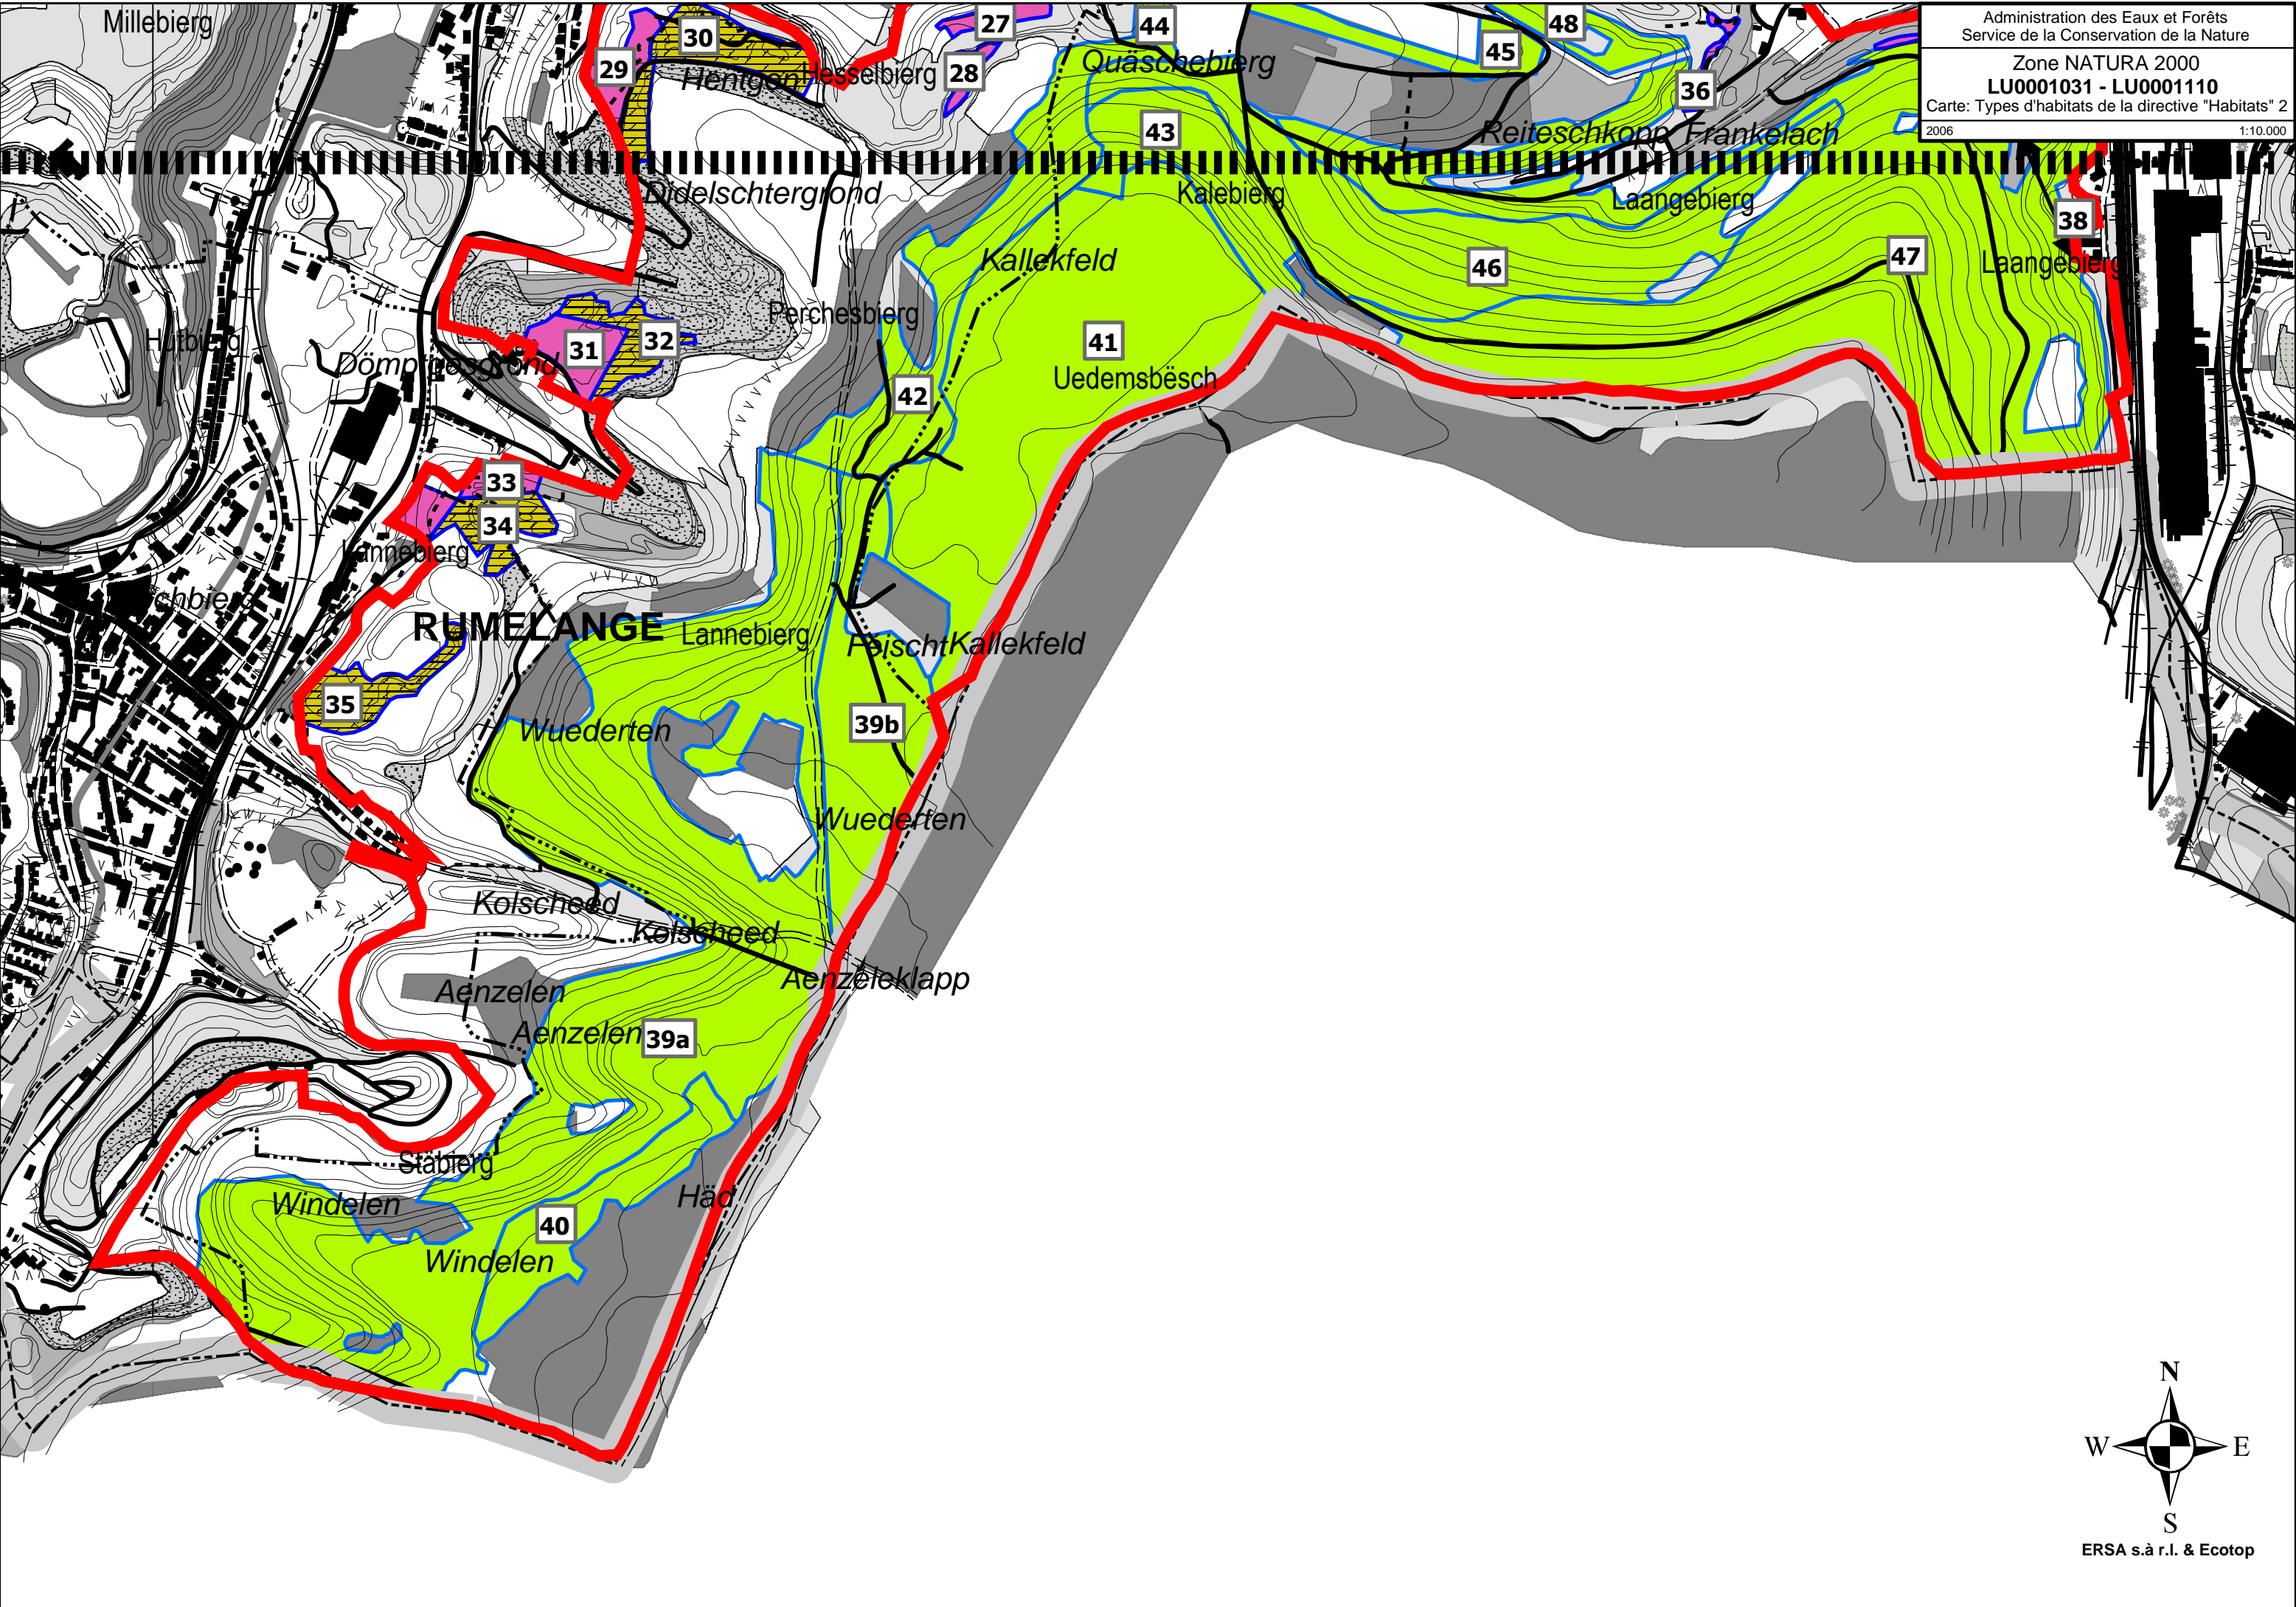 Administration des Eaux et Forêts
Service de la Conservation de la Nature
Zone NATURA 2000
LU0001031 - LU0001110
Carte: Types d'habitats de la directive "Habitats" 2
2006 1:10.000
Millebierg
30
27
44
48
45
29
Hentgen
Hesselbierg
28
Quäschebierg
36
43
Reiteschkopp
Frankelach
Didelschtergrond
Kalebierg
Laangebierg
38
Kallekfeld
46
47
Laangebierg
Perchesbierg
Hutbierg
31
32
41
Uedemsbësch
42
33
34
Lannebierg
RUMELANGE
Lannebierg
Kallekfeld
35
Wuederten
39b
Wuederten
Kolscheed
Kolscheed
Aenzeleklapp
Aenzelen
Aenzelen
39a
Stäbierg
Windelen
Häd
40
Windelen
N
W
E
S
ERSA s.à r.l. & Ecotop